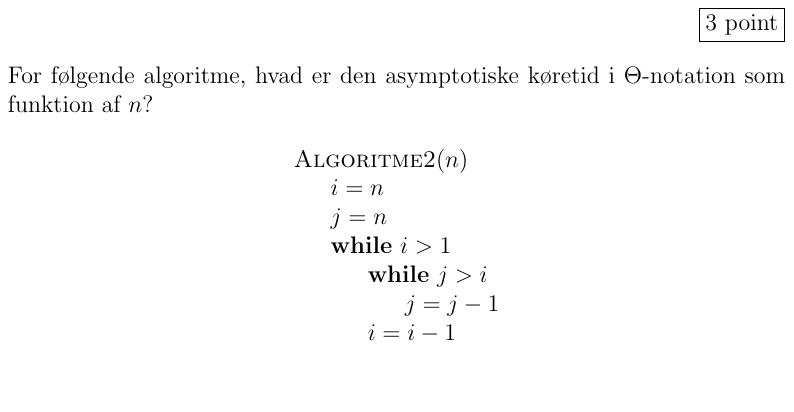 3 point
For følgende algoritme, hvad er den asymptotiske køretid i Θ-notation som
funktion af n?
ALGORITME2(n)
i = n
j = n
while i > 1
while j > i
j = j − 1
i = i − 1